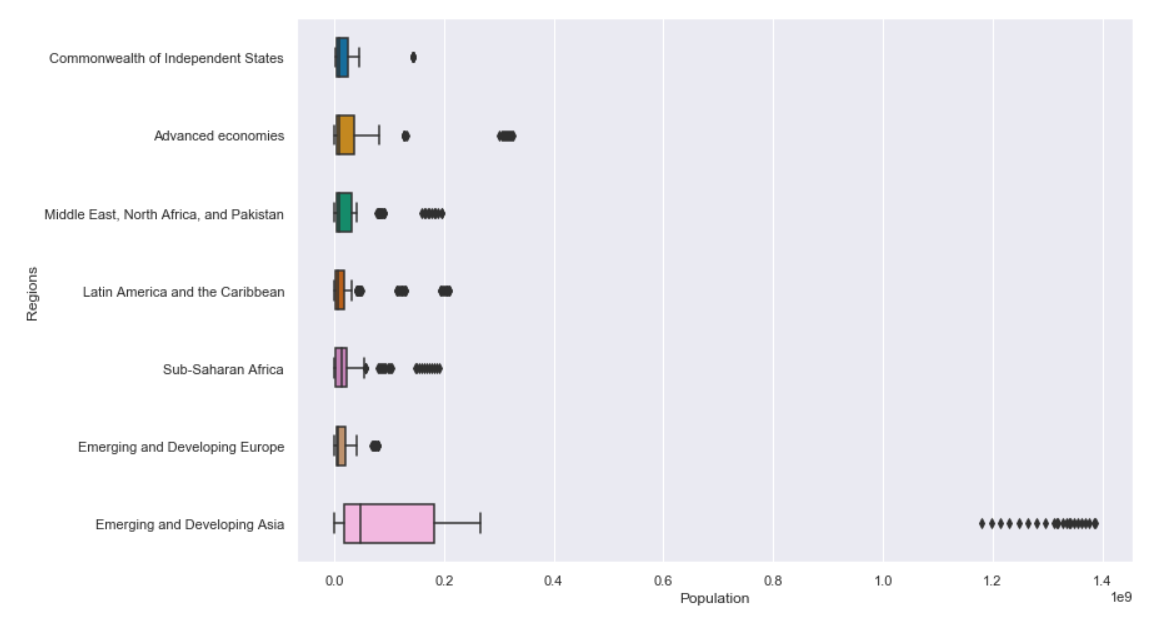 Commonwealth of Independent States
Advanced economies
Middle East, North Africa, and Pakistan
Latin America and the Caribbean
Sub-Saharan Africa
Emerging and Developing Europe
Emerging and Developing Asia
Regions
0.0 0.2 0.4 0.6 0.8 1.0 1.2 1.4
Population
1e9